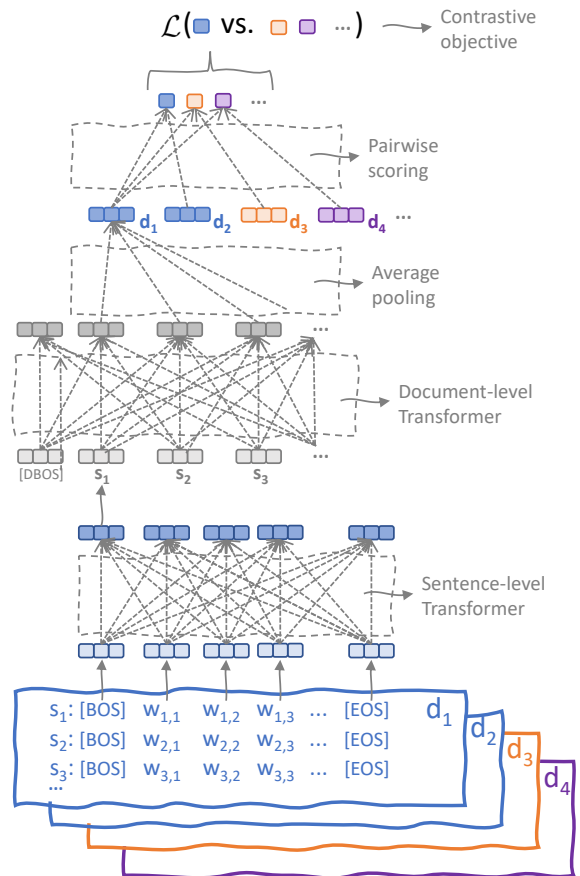 ℒ( vs. ... ) Contrastive objective
...
Pairwise scoring
d1 d2 d3 d4 ...
Average pooling
...
Document-level Transformer
...
[DBOS] s1 s2 s3
Sentence-level Transformer
s1: [BOS] w1,1 w1,2 w1,3 ... [EOS] d1
s2: [BOS] w2,1 w2,2 w2,3 ... [EOS] d2
s3: [BOS] w3,1 w3,2 w3,3 ... [EOS] d3
... d4